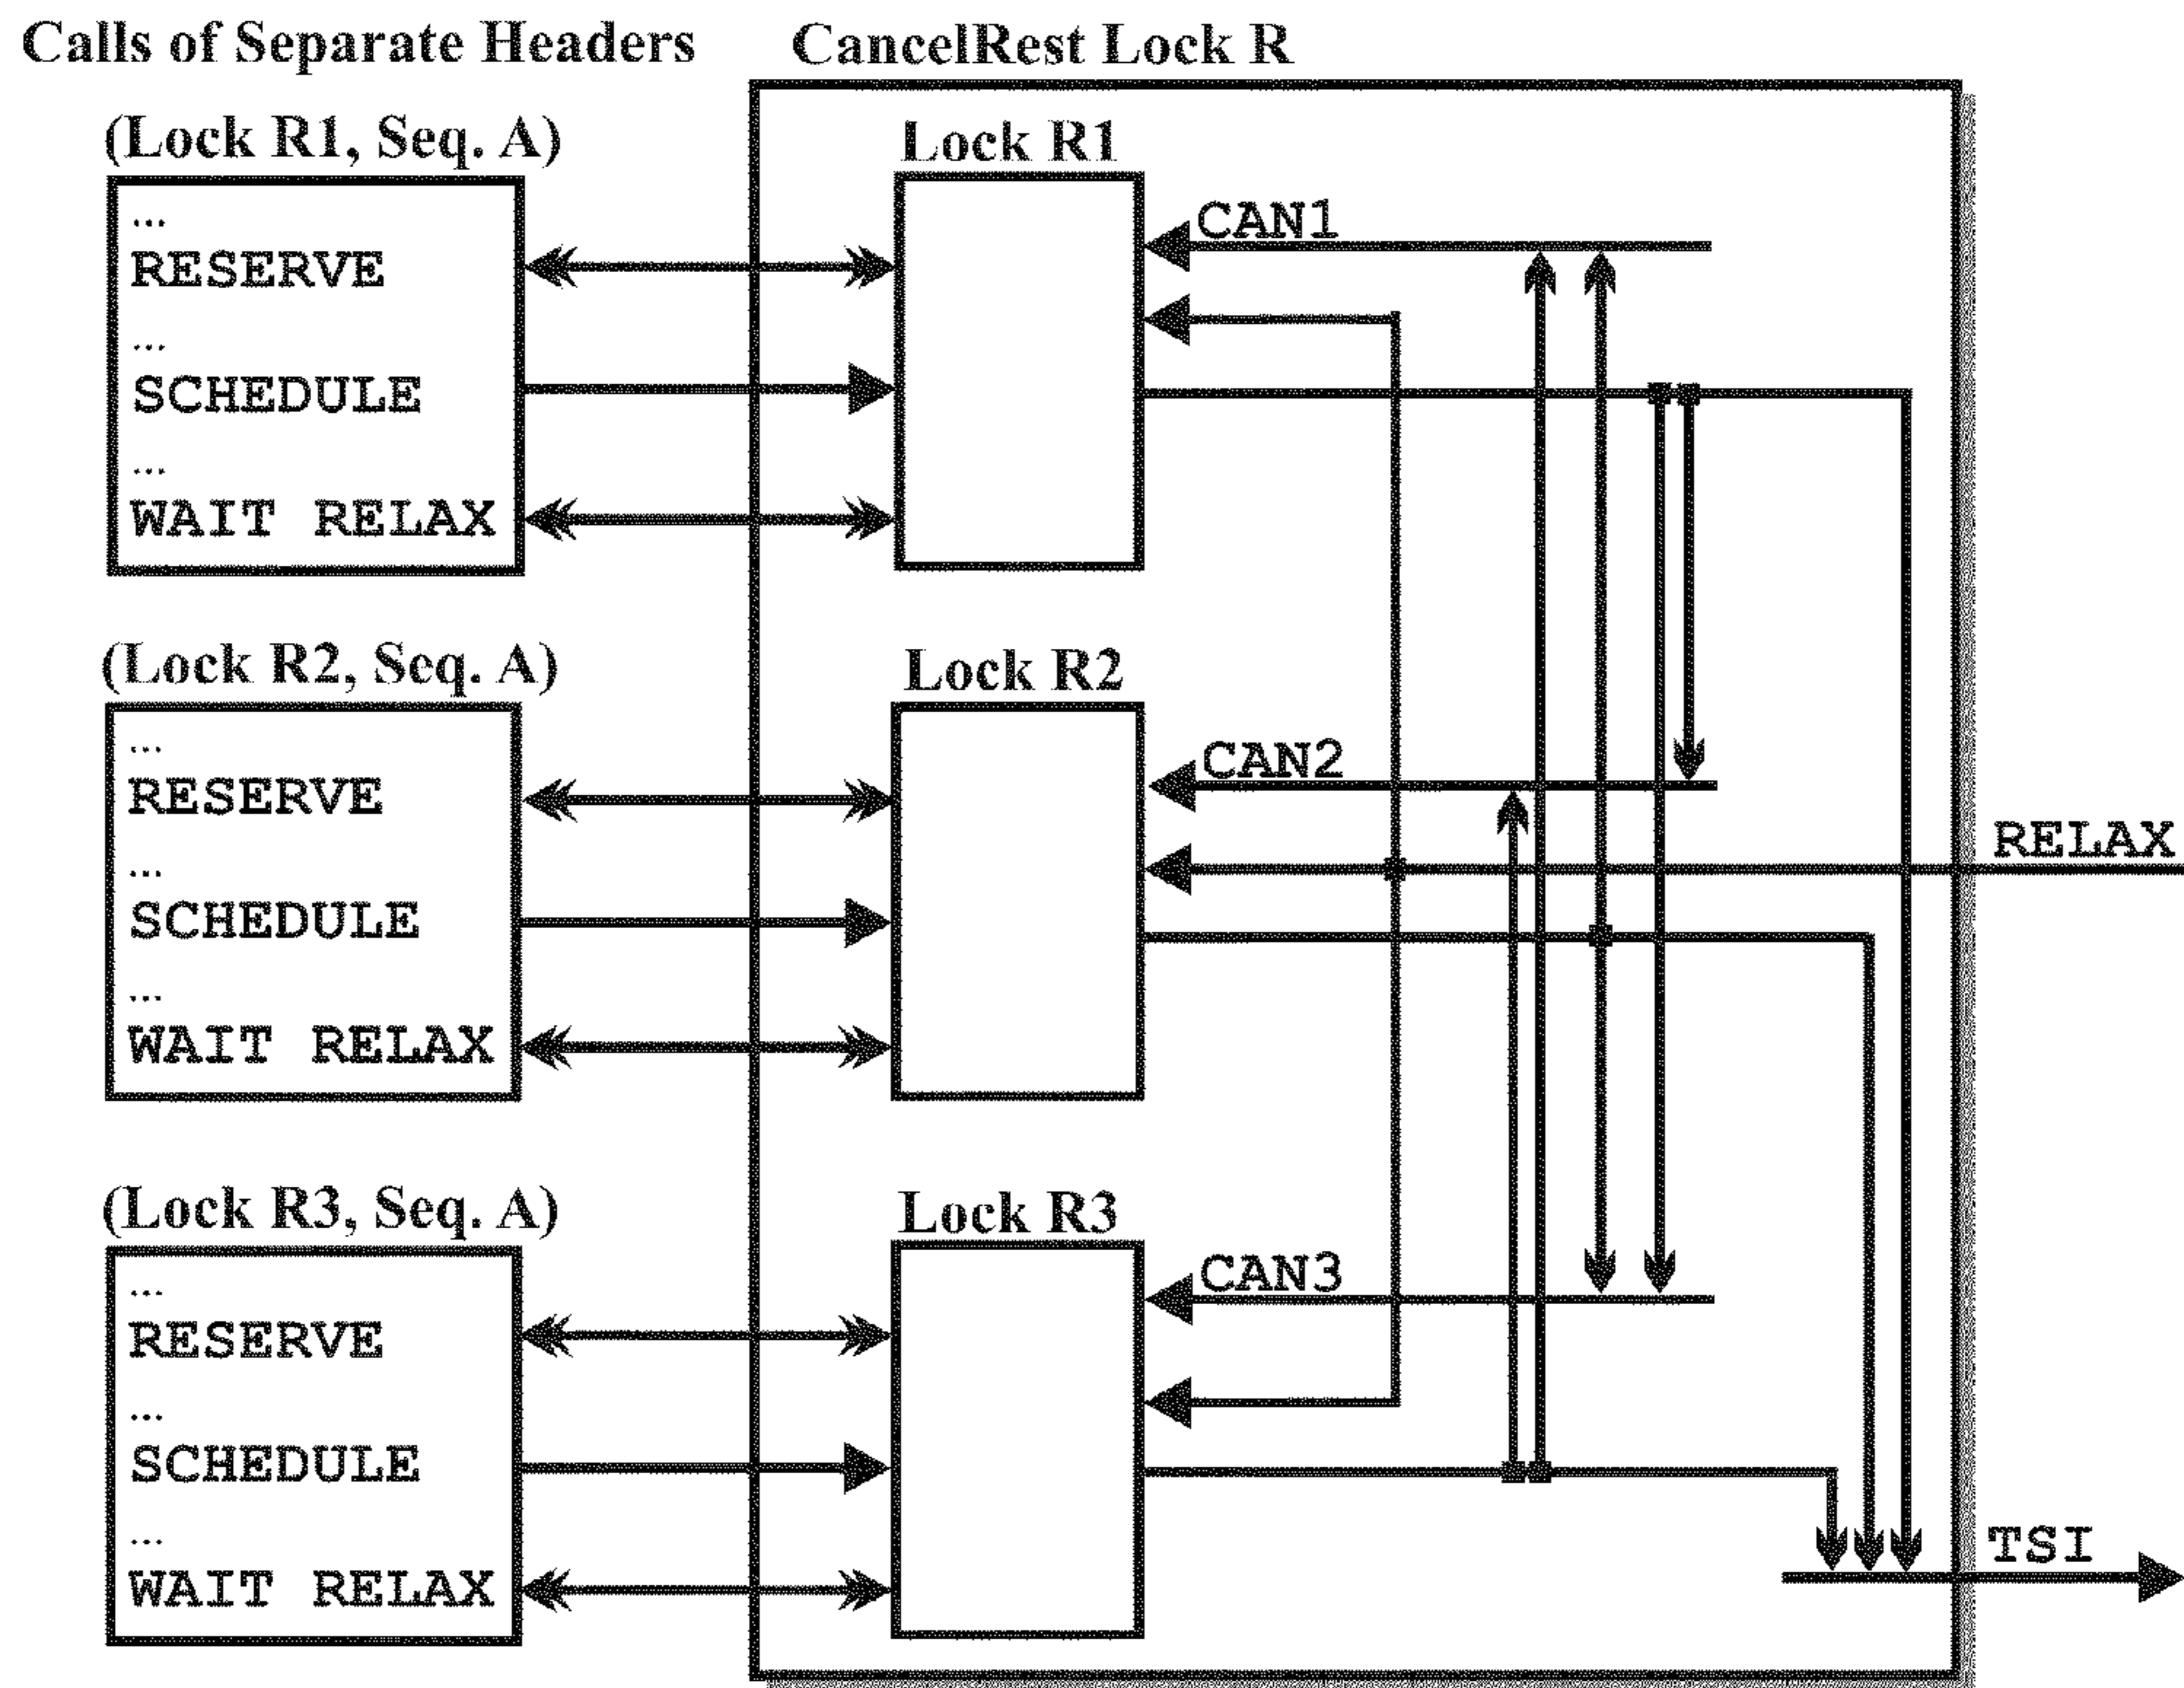 Calls of Separate Headers
CancelRest Lock R
(Lock R1, Seq. A)
...
RESERVE
...
SCHEDULE
...
WAIT RELAX
Lock R1
CAN1
(Lock R2, Seq. A)
...
RESERVE
...
SCHEDULE
...
WAIT RELAX
Lock R2
CAN2
RELAX
(Lock R3, Seq. A)
...
RESERVE
...
SCHEDULE
...
WAIT RELAX
Lock R3
CAN3
TSI